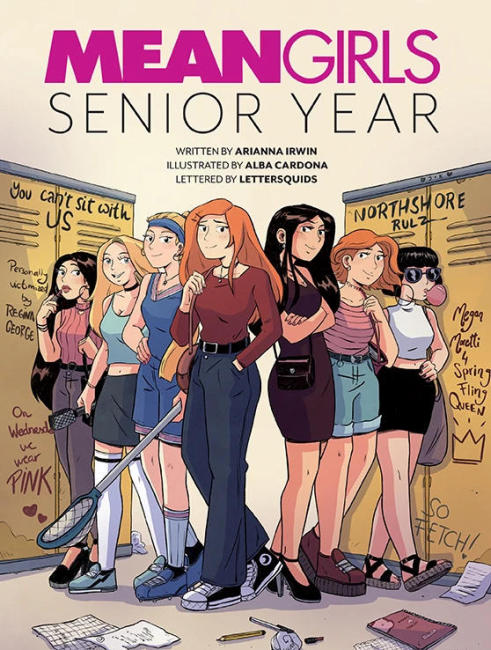 MEAN GIRLS
SENIOR YEAR
WRITTEN BY ARIANNA IRWIN
ILLUSTRATED BY ALBA CARDONA
LETTERED BY LETTERSQUIDS
You can't sit with
US
Personally
victimized
by
REGINA
GEORGE
On
Wednesday
we
wear
PINK
NORTHSHORE
RULZ
Megan
Moretti
4
Spring
Fling
QUEEN
SO
FETCH!